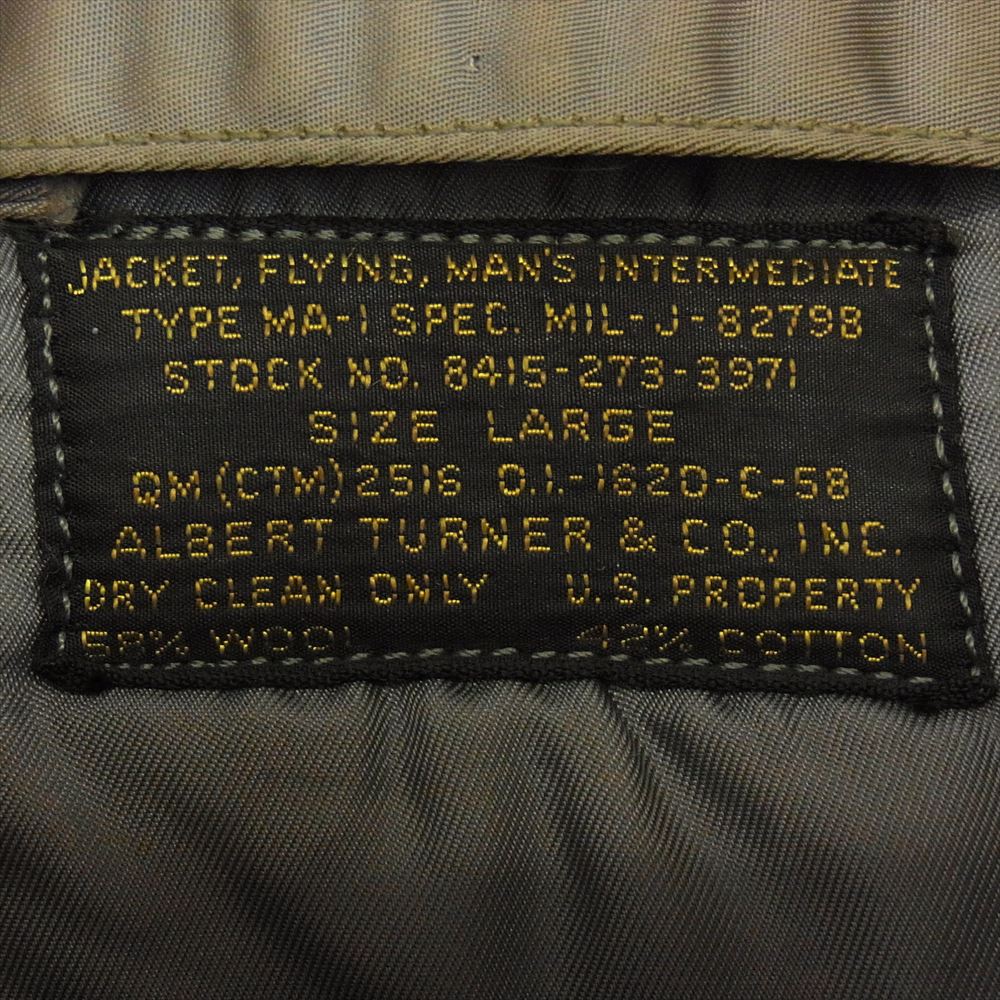 JACKET, FLYING, MAN'S INTERMEDIATE
TYPE MA-1 SPEC. MIL-J-8279B
STOCK NO. 8415-273-3971
SIZE LARGE
QM (CTM) 2516 O.I.-1620-C-58
ALBERT TURNER & CO., INC.
DRY CLEAN ONLY U.S. PROPERTY
58% WOOL 42% COTTON